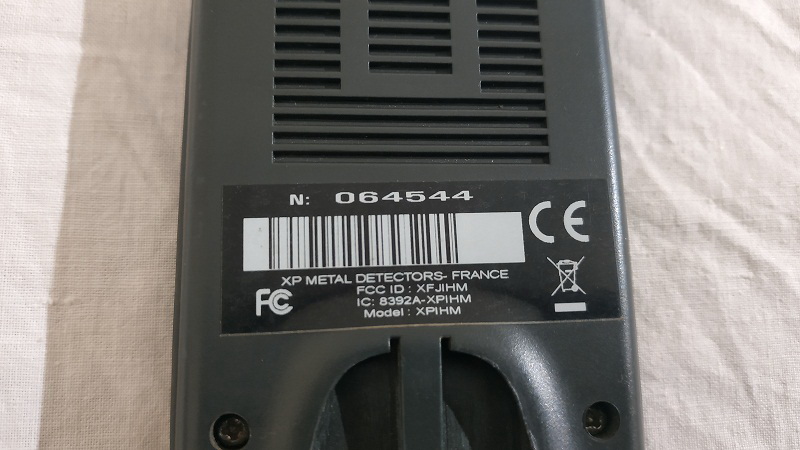 N: 064544
CE
XP METAL DETECTORS- FRANCE
FC
FCC ID : XFJIHM
IC: 8392A-XPIHM
Model : XPIHM